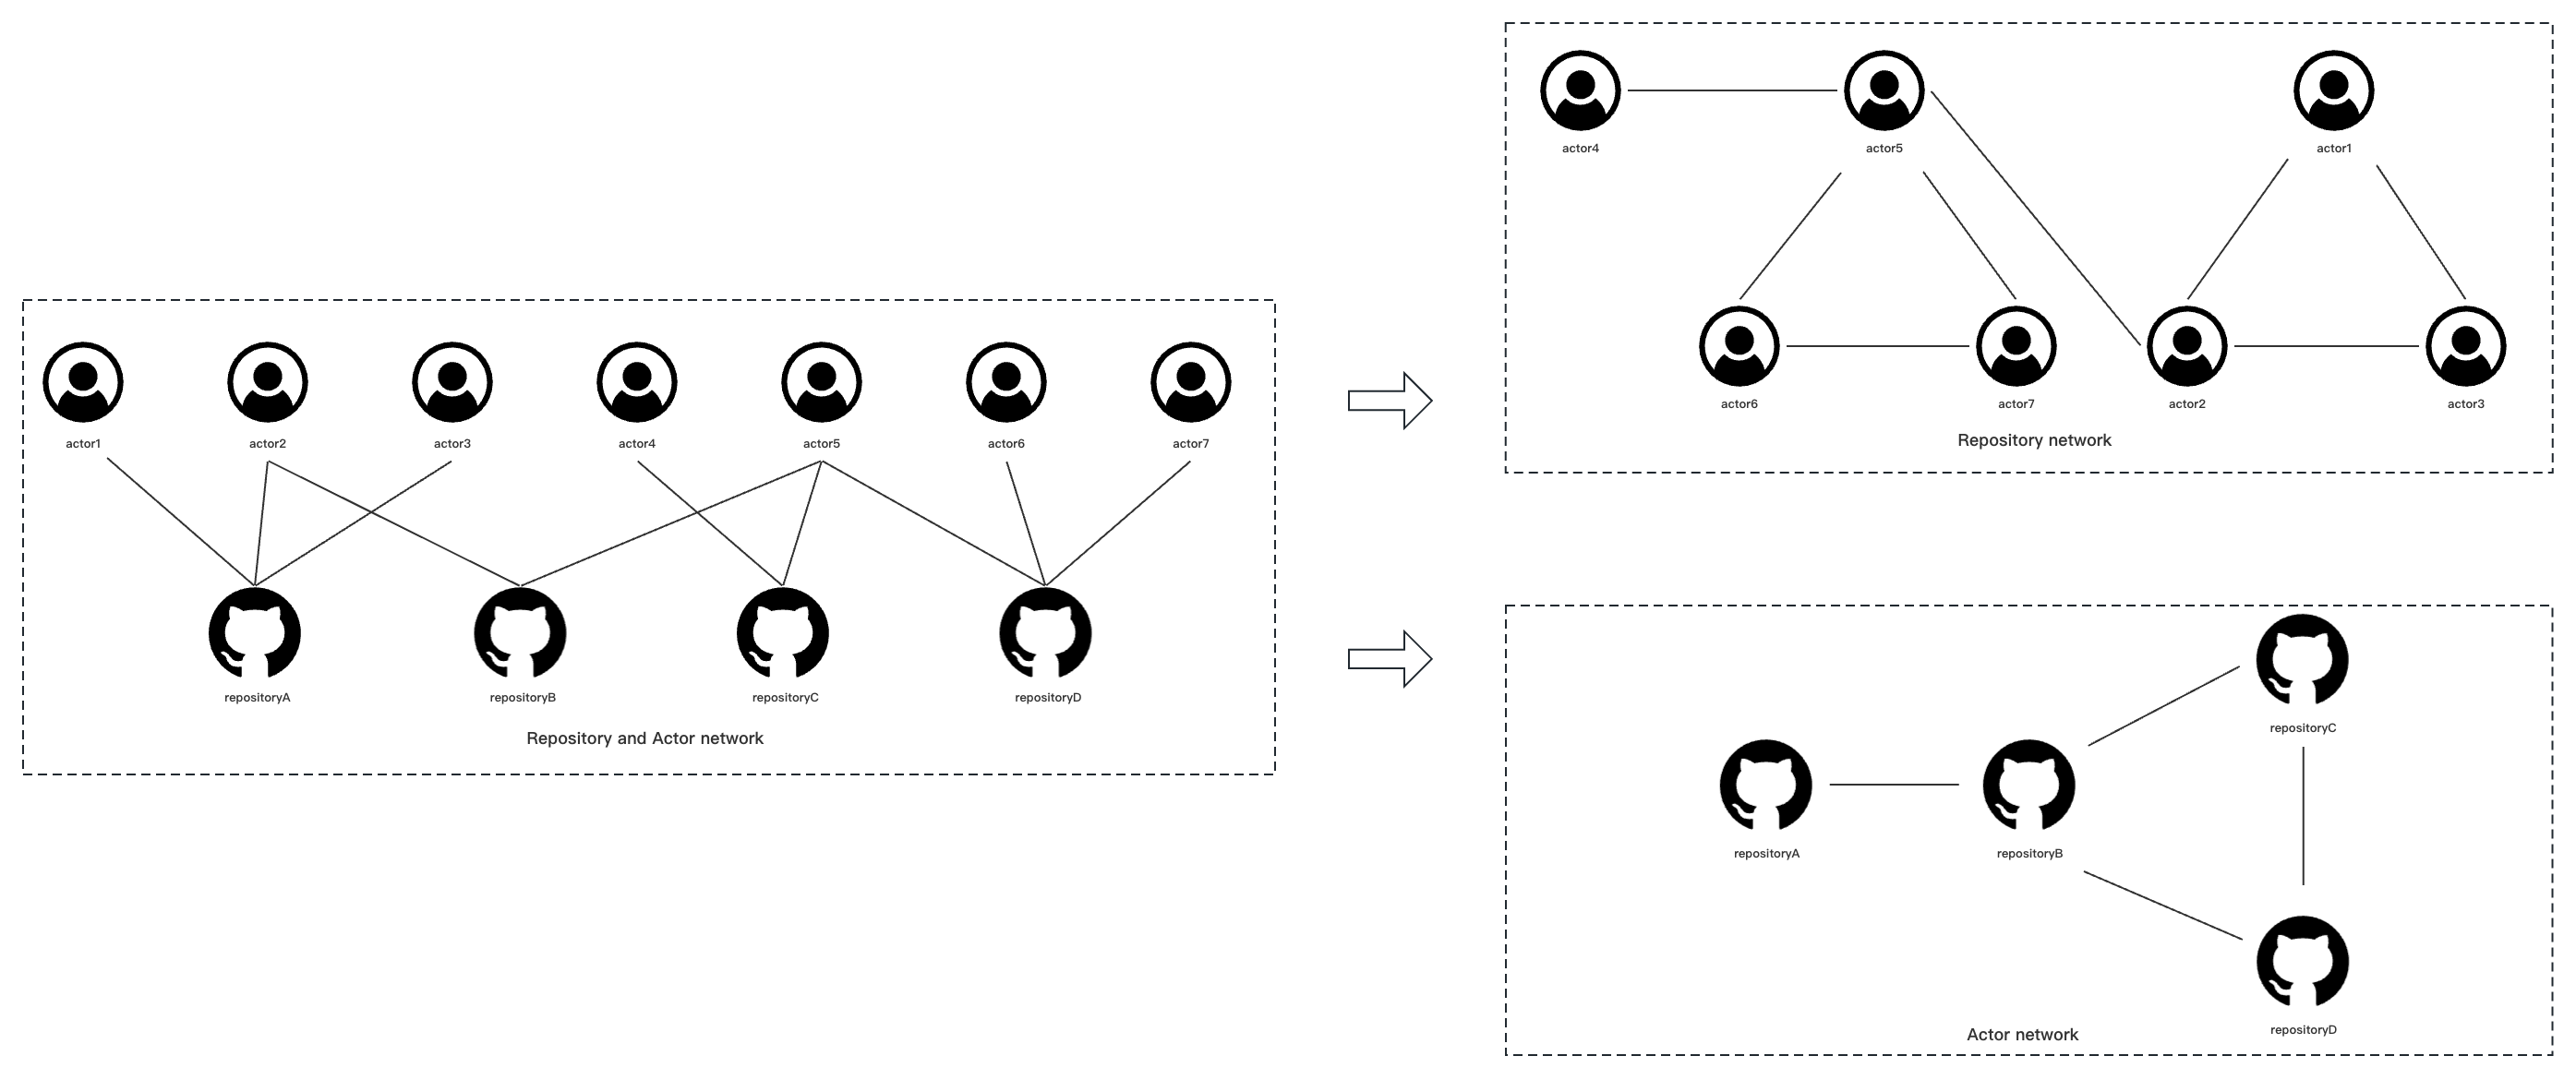 actor1 actor2 actor3 actor4 actor5 actor6 actor7
repositoryA repositoryB repositoryC repositoryD
Repository and Actor network
actor4 actor5 actor1
actor6 actor7 actor2 actor3
Repository network
repositoryC
repositoryA repositoryB
repositoryD
Actor network